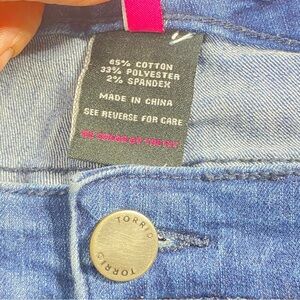 65% COTTON
33% POLYESTER
2% SPANDEX
MADE IN CHINA
SEE REVERSE FOR CARE
TORRID
TORRID